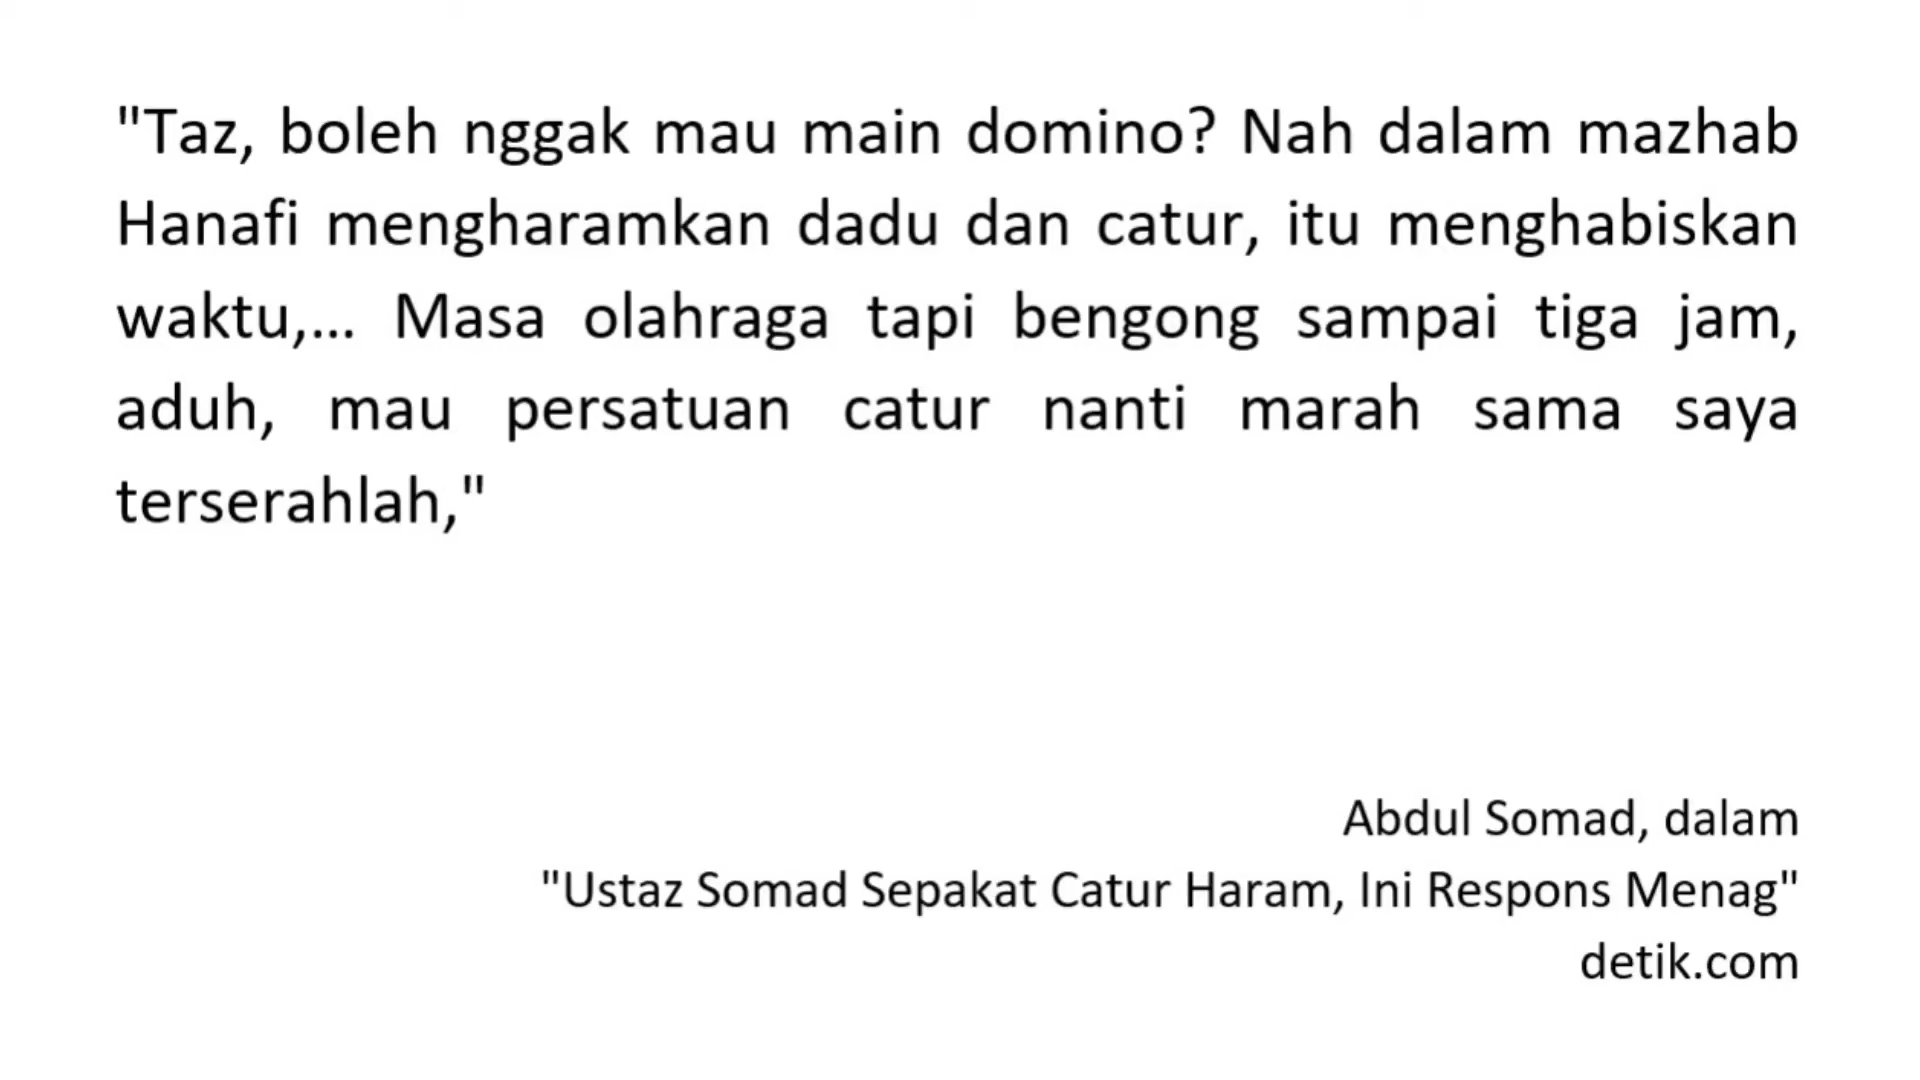 "Taz, boleh nggak mau main domino? Nah dalam mazhab
Hanafi mengharamkan dadu dan catur, itu menghabiskan
waktu,... Masa olahraga tapi bengong sampai tiga jam,
aduh, mau persatuan catur nanti marah sama saya
terserahlah,"
Abdul Somad, dalam
"Ustaz Somad Sepakat Catur Haram, Ini Respons Menag"
detik.com